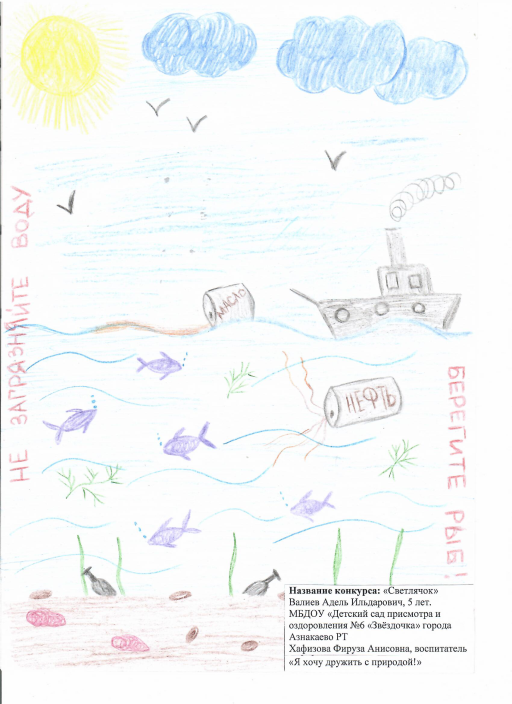 НЕ ЗАГРЯЗНЯЙТЕ ВОДУ
МАСЛО
НЕФТЬ
БЕРЕГИТЕ РЫБ!
Название конкурса: «Светлячок»
Валиев Адель Ильдарович, 5 лет.
МБДОУ «Детский сад присмотра и
оздоровления №6 «Звёздочка» города
Азнакаево РТ
Хафизова Фируза Анисовна, воспитатель
«Я хочу дружить с природой!»